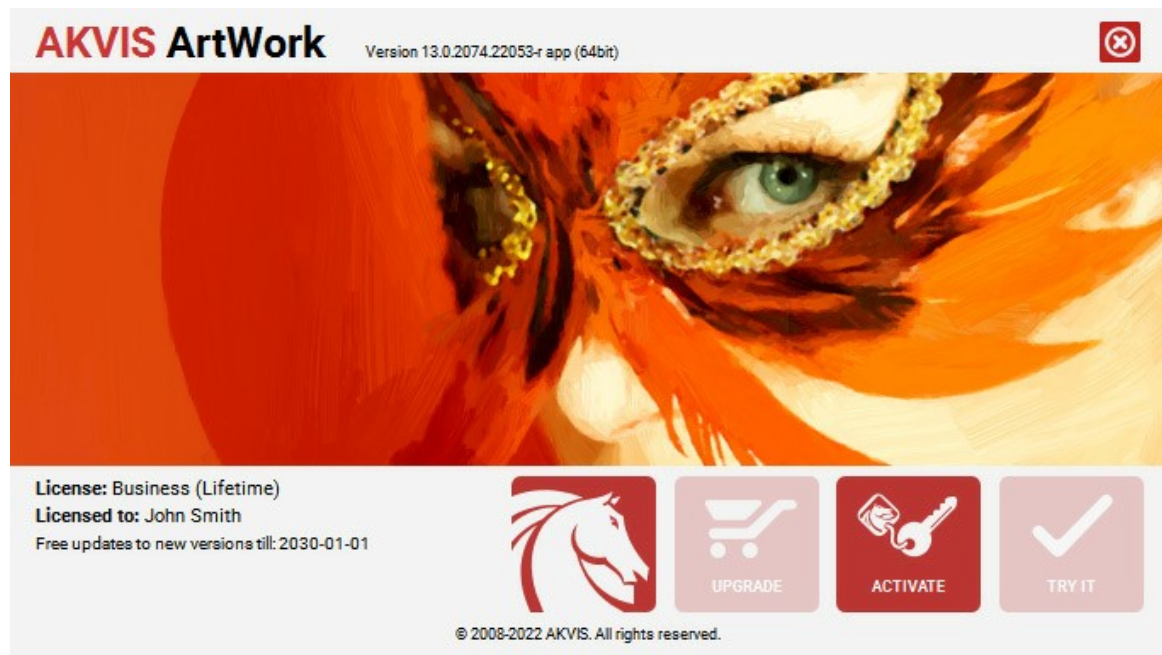 AKVIS ArtWork Version 13.0.2074.22053-r app (64bit)
License: Business (Lifetime)
Licensed to: John Smith
Free updates to new versions till: 2030-01-01
UPGRADE ACTIVATE TRY IT
© 2008-2022 AKVIS. All rights reserved.